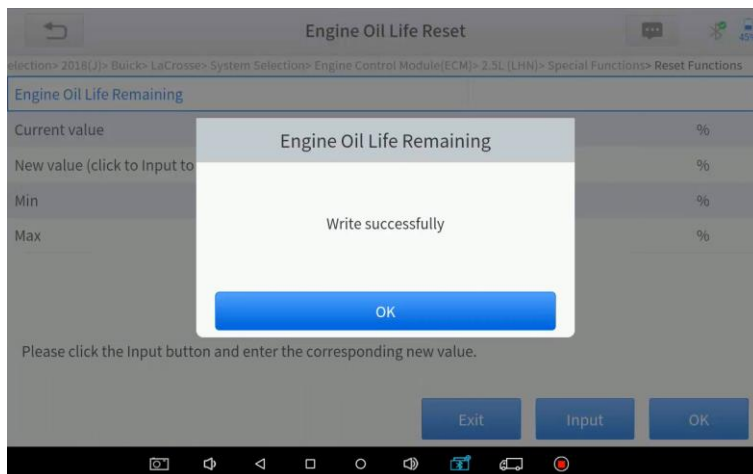 Engine Oil Life Reset
election> 2018(J)> Buick> LaCrosse> System Selection> Engine Control Module(ECM)> 2.5L (LHN)> Special Functions> Reset Functions
Engine Oil Life Remaining
Current value %
New value (click to Input to %
Min %
Max %
Engine Oil Life Remaining
Write successfully
OK
Please click the Input button and enter the corresponding new value.
Exit Input OK